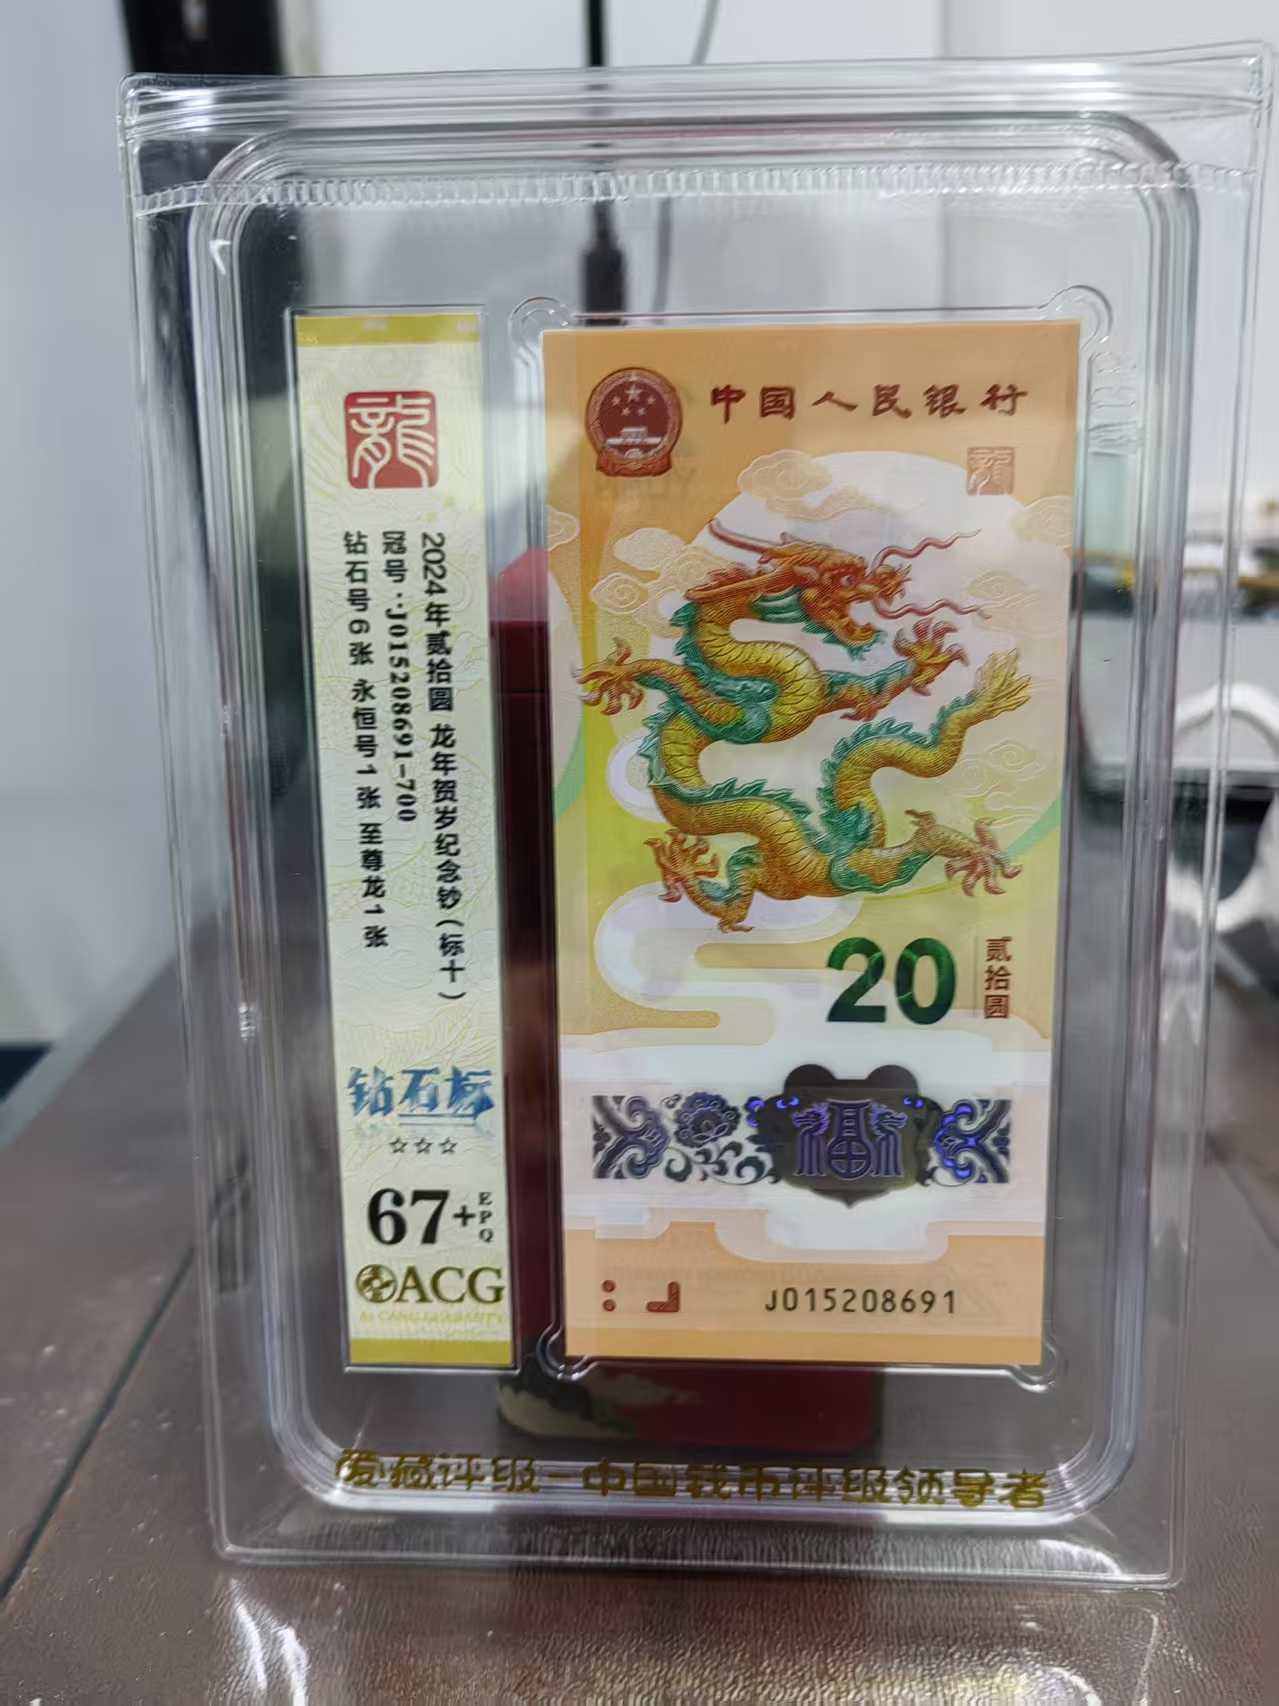 龍
2024年贰拾圆 龙年贺岁纪念钞(标十)
冠号:J015208691-700
钻石号6张 永恒号1张 至尊龙1张
钻石标
☆☆☆
67+
EPQ
ACG
中国人民银行
龍
20
贰拾圆
福
J015208691
爱藏评级-中国钱币评级领导者